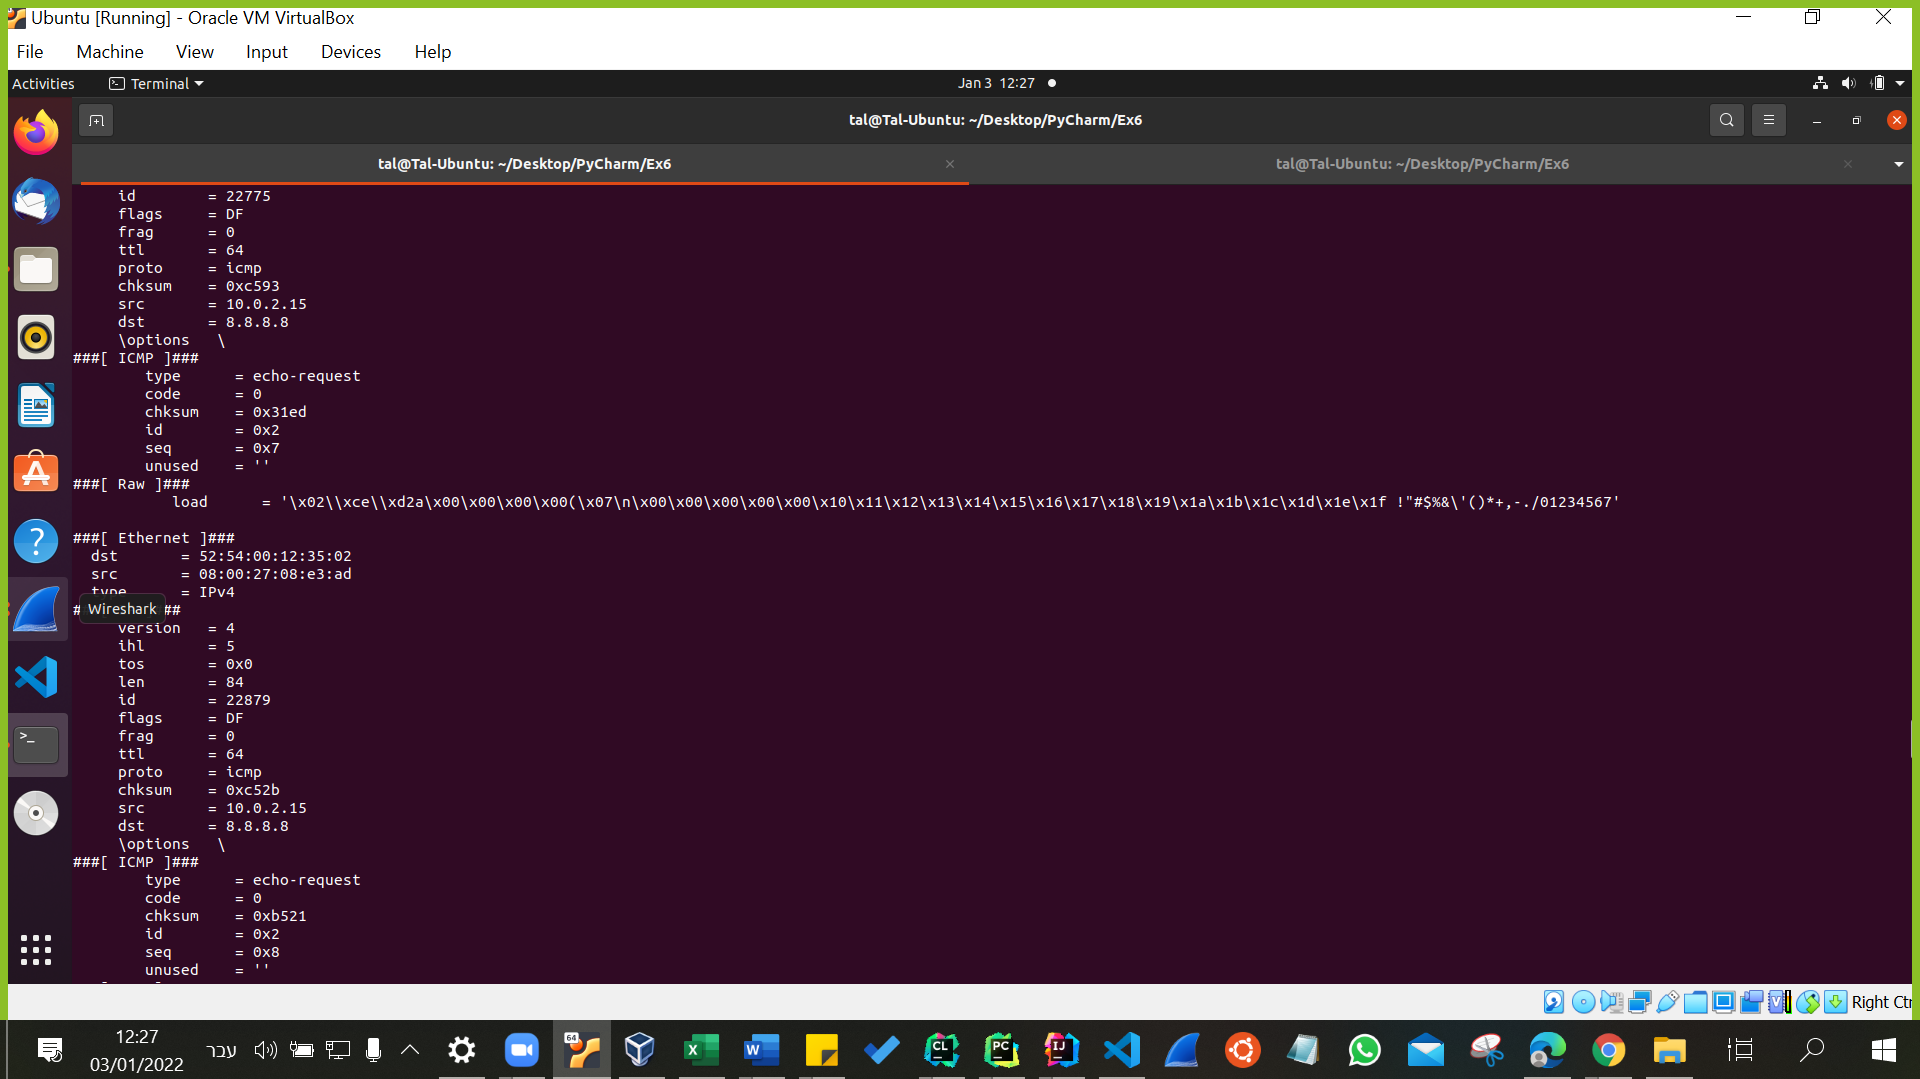 Ubuntu [Running] - Oracle VM VirtualBox
File Machine View Input Devices Help
Activities Terminal Jan 3 12:27
tal@Tal-Ubuntu: ~/Desktop/PyCharm/Ex6
tal@Tal-Ubuntu: ~/Desktop/PyCharm/Ex6 tal@Tal-Ubuntu: ~/Desktop/PyCharm/Ex6
id = 22775
flags = DF
frag = 0
ttl = 64
proto = icmp
chksum = 0xc593
src = 10.0.2.15
dst = 8.8.8.8
\options \
###[ ICMP ]###
type = echo-request
code = 0
chksum = 0x31ed
id = 0x2
seq = 0x7
unused = ''
###[ Raw ]###
load = '\x02\\xce\\xd2a\x00\x00\x00\x00(\x07\n\x00\x00\x00\x00\x00\x10\x11\x12\x13\x14\x15\x16\x17\x18\x19\x1a\x1b\x1c\x1d\x1e\x1f !"#$%&\'()*+,-./01234567'
###[ Ethernet ]###
dst = 52:54:00:12:35:02
src = 08:00:27:08:e3:ad
type = IPv4
# Wireshark ##
version = 4
ihl = 5
tos = 0x0
len = 84
id = 22879
flags = DF
frag = 0
ttl = 64
proto = icmp
chksum = 0xc52b
src = 10.0.2.15
dst = 8.8.8.8
\options \
###[ ICMP ]###
type = echo-request
code = 0
chksum = 0xb521
id = 0x2
seq = 0x8
unused = ''
Right Ctr
12:27
03/01/2022
עבר
64
W
CL
PC
IJ